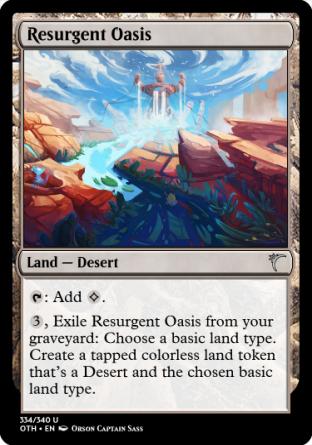 Resurgent Oasis
Land — Desert
{T}: Add {C}.
{3}, Exile Resurgent Oasis from your
graveyard: Choose a basic land type.
Create a tapped colorless land token
that's a Desert and the chosen basic
land type.
334/340 U
OTH • EN Orson Captain Sass